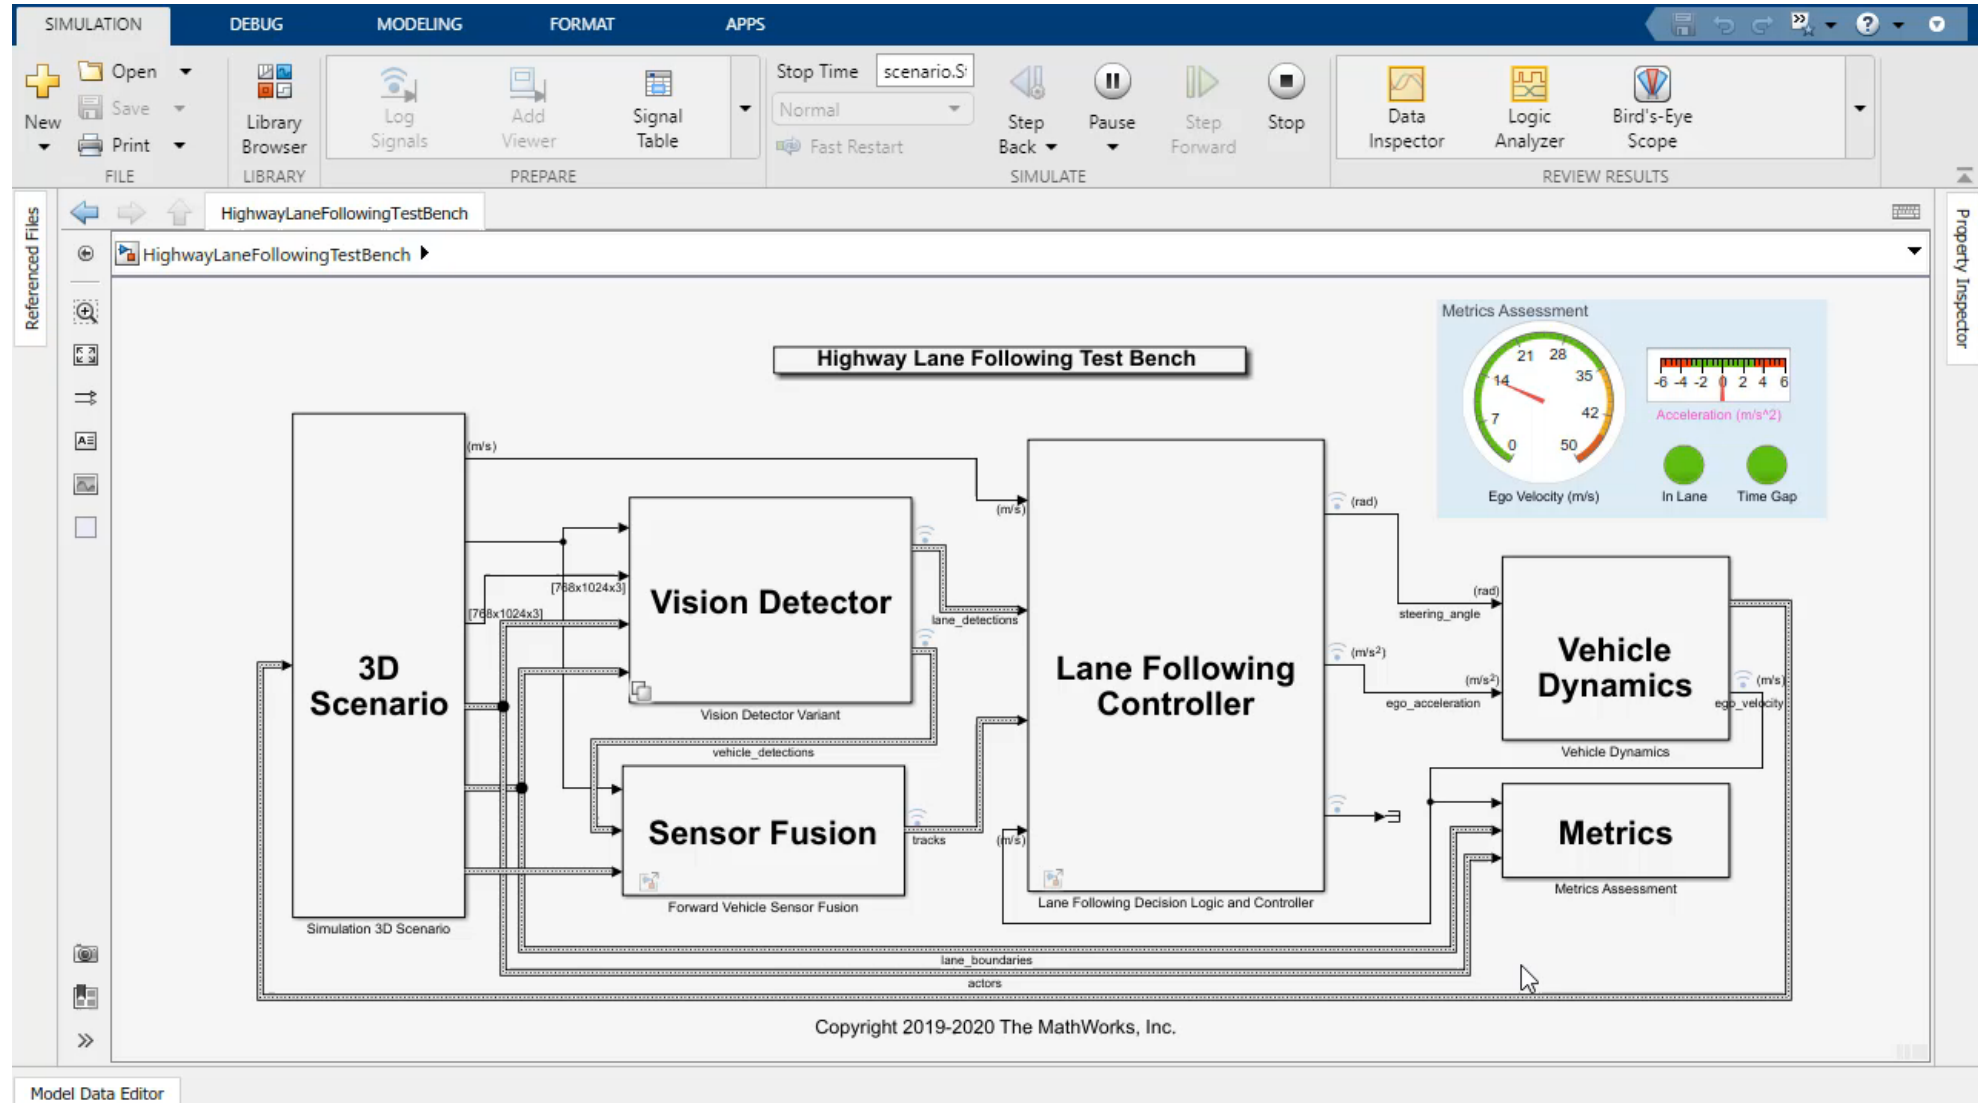 SIMULATION DEBUG MODELING FORMAT APPS
New
Open
Save
Print
FILE
Library
Browser
LIBRARY
Log
Signals
Add
Viewer
Signal
Table
PREPARE
Stop Time scenario.S
Normal
Fast Restart
Step
Back
Pause
Step
Forward
Stop
SIMULATE
Data
Inspector
Logic
Analyzer
Bird's-Eye
Scope
REVIEW RESULTS
Referenced Files
Property Inspector
HighwayLaneFollowingTestBench
HighwayLaneFollowingTestBench
Highway Lane Following Test Bench
Metrics Assessment
0 7 14 21 28 35 42 50
Ego Velocity (m/s)
-6 -4 -2 0 2 4 6
Acceleration (m/s^2)
In Lane
Time Gap
3D
Scenario
Simulation 3D Scenario
(m/s)
(m/s)
[768x1024x3]
[768x1024x3]
Vision Detector
Vision Detector Variant
lane_detections
vehicle_detections
Sensor Fusion
Forward Vehicle Sensor Fusion
tracks
(m/s)
Lane Following
Controller
Lane Following Decision Logic and Controller
(rad)
(rad)
steering_angle
(m/s²)
(m/s²)
ego_acceleration
Vehicle
Dynamics
Vehicle Dynamics
(m/s)
ego_velocity
Metrics
Metrics Assessment
lane_boundaries
actors
Copyright 2019-2020 The MathWorks, Inc.
Model Data Editor